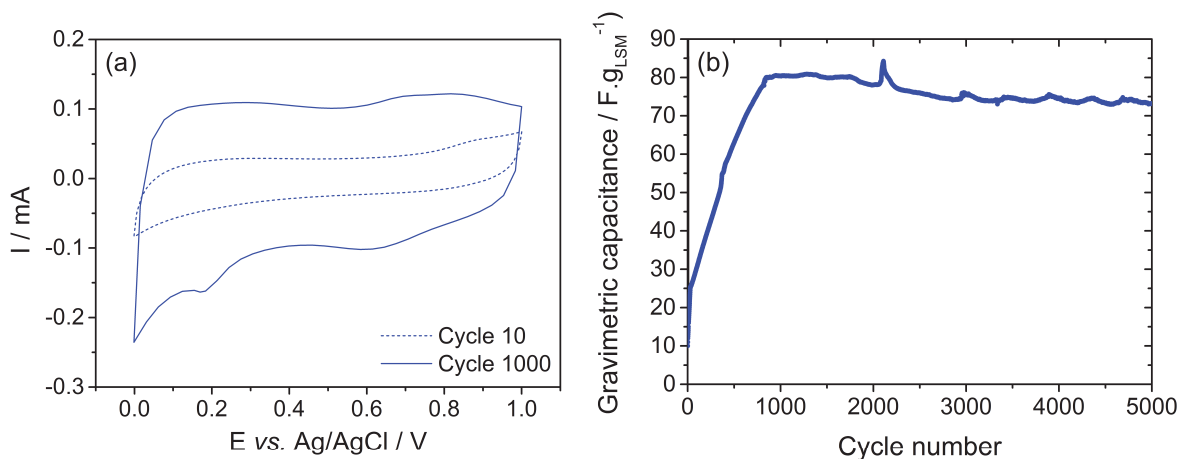 (a)
0.2
0.1
0.0
-0.1
-0.2
-0.3
I / mA
0.0 0.2 0.4 0.6 0.8 1.0
E vs. Ag/AgCl / V
Cycle 10
Cycle 1000
(b)
90
80
70
60
50
40
30
20
10
0
Gravimetric capacitance / F.g_LSM^-1
0 1000 2000 3000 4000 5000
Cycle number